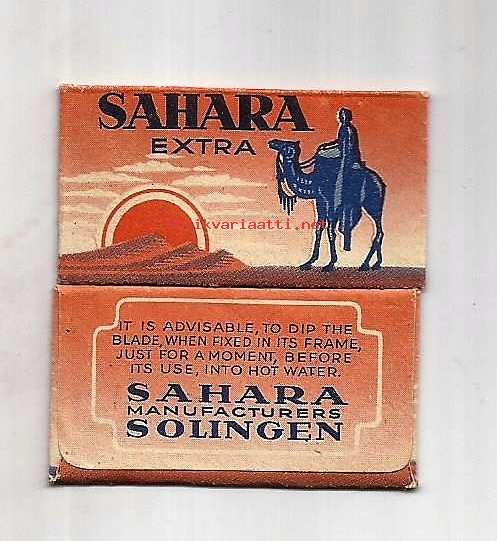 SAHARA
EXTRA
ikvariaatti.net
IT IS ADVISABLE, TO DIP THE
BLADE, WHEN FIXED IN ITS FRAME,
JUST FOR A MOMENT, BEFORE
ITS USE, INTO HOT WATER.
SAHARA
MANUFACTURERS
SOLINGEN